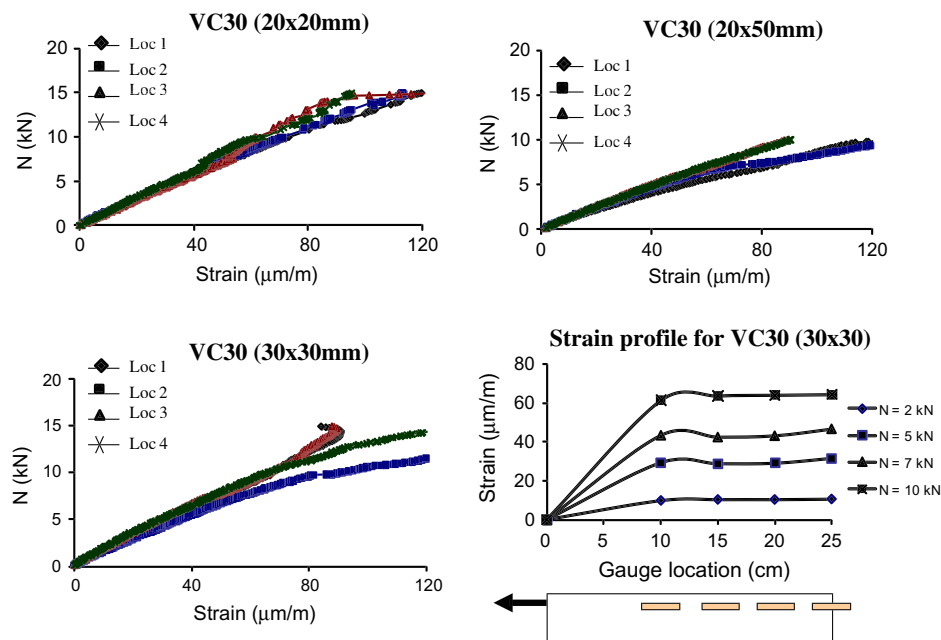 VC30 (20x20mm)
20
15
10
5
0
N (kN)
Loc 1
Loc 2
Loc 3
Loc 4
0 40 80 120
Strain (μm/m)
VC30 (20x50mm)
20
15
10
5
0
N (kN)
Loc 1
Loc 2
Loc 3
Loc 4
0 40 80 120
Strain (μm/m)
VC30 (30x30mm)
20
15
10
5
0
N (kN)
Loc 1
Loc 2
Loc 3
Loc 4
0 40 80 120
Strain (μm/m)
Strain profile for VC30 (30x30)
80
60
40
20
0
Strain (μm/m)
N = 2 kN
N = 5 kN
N = 7 kN
N = 10 kN
0 5 10 15 20 25
Gauge location (cm)